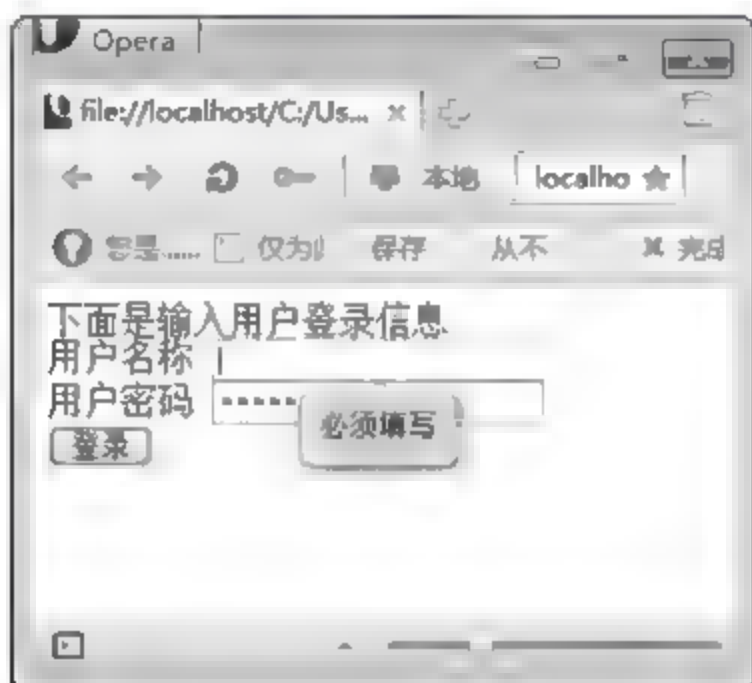 Opera
file://localhost/C:/Us...
本地 localho
仅为 保存 从不 完成
下面是输入用户登录信息
用户名称
用户密码
必须填写
登录